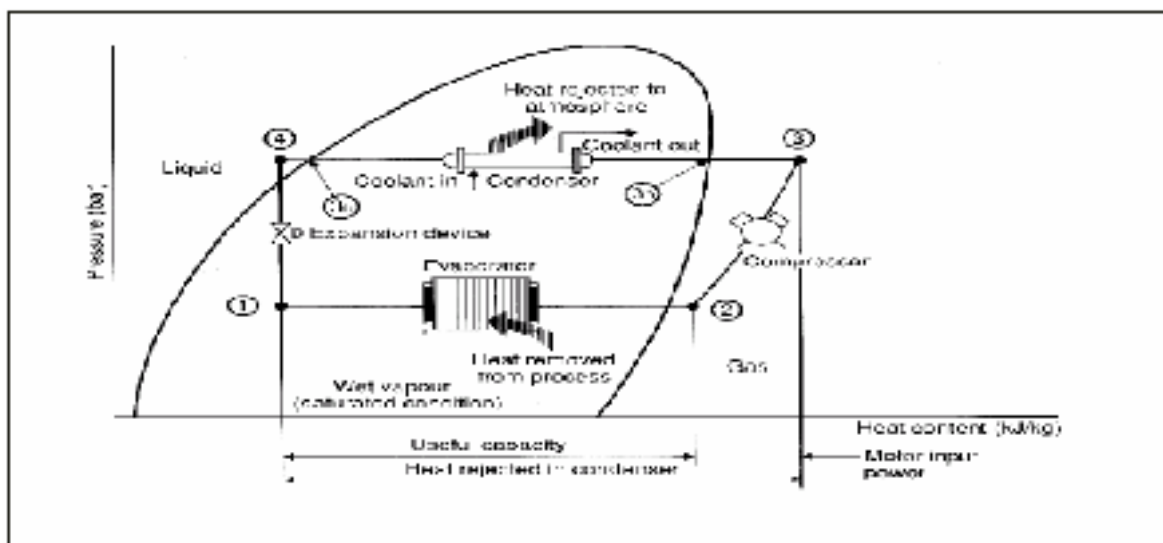 Heat rejected to
atmosphere
④
③
Coolant out
Liquid
Coolant in
Condenser
Pressure (bar)
Expansion device
Evaporator
Compressor
①
②
Heat removed
from process
Gas
Wet vapour
(saturated condition)
Heat content (kJ/kg)
Useful capacity
Heat rejected in condenser
Motor input
power